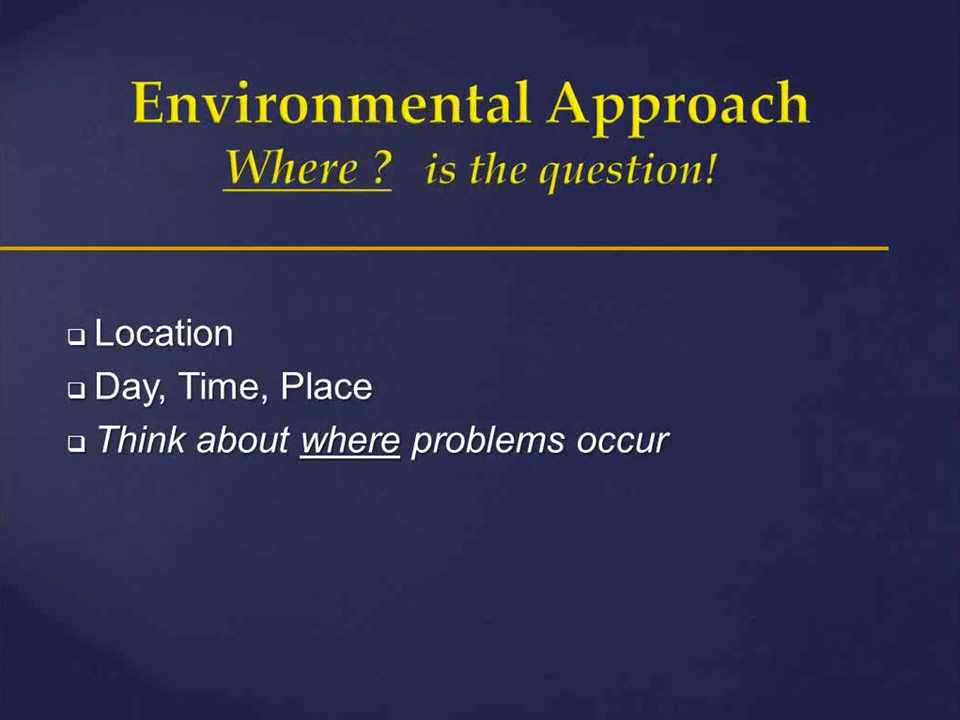 Environmental Approach
Where ? is the question!
Location
Day, Time, Place
Think about where problems occur